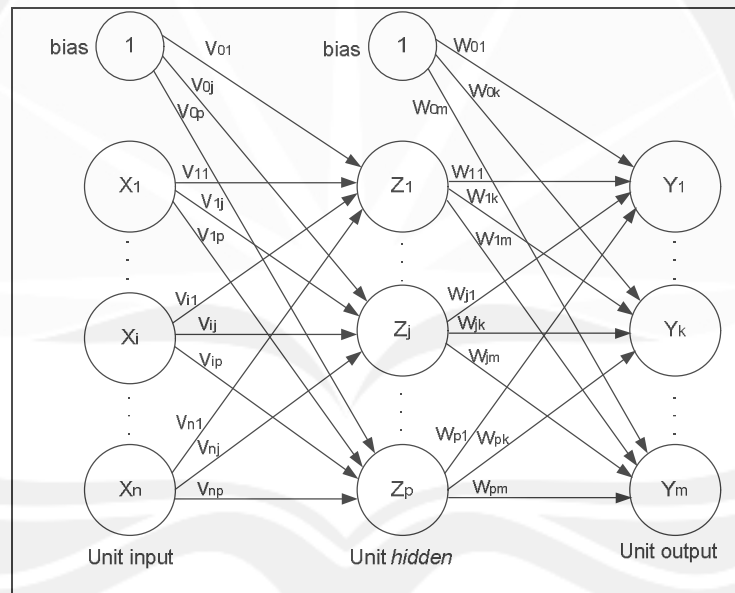 bias 1 bias 1
V01 W01
V0j W0k
V0p W0m
X1 V11 Z1 W11 Y1
V1j W1k
V1p W1m
Vi1 Wj1
Xi Vij Zj Wjk Yk
Vip Wjm
Vn1 Wp1 Wpk
Vnj
Xn Vnp Zp Wpm Ym
Unit input Unit hidden Unit output